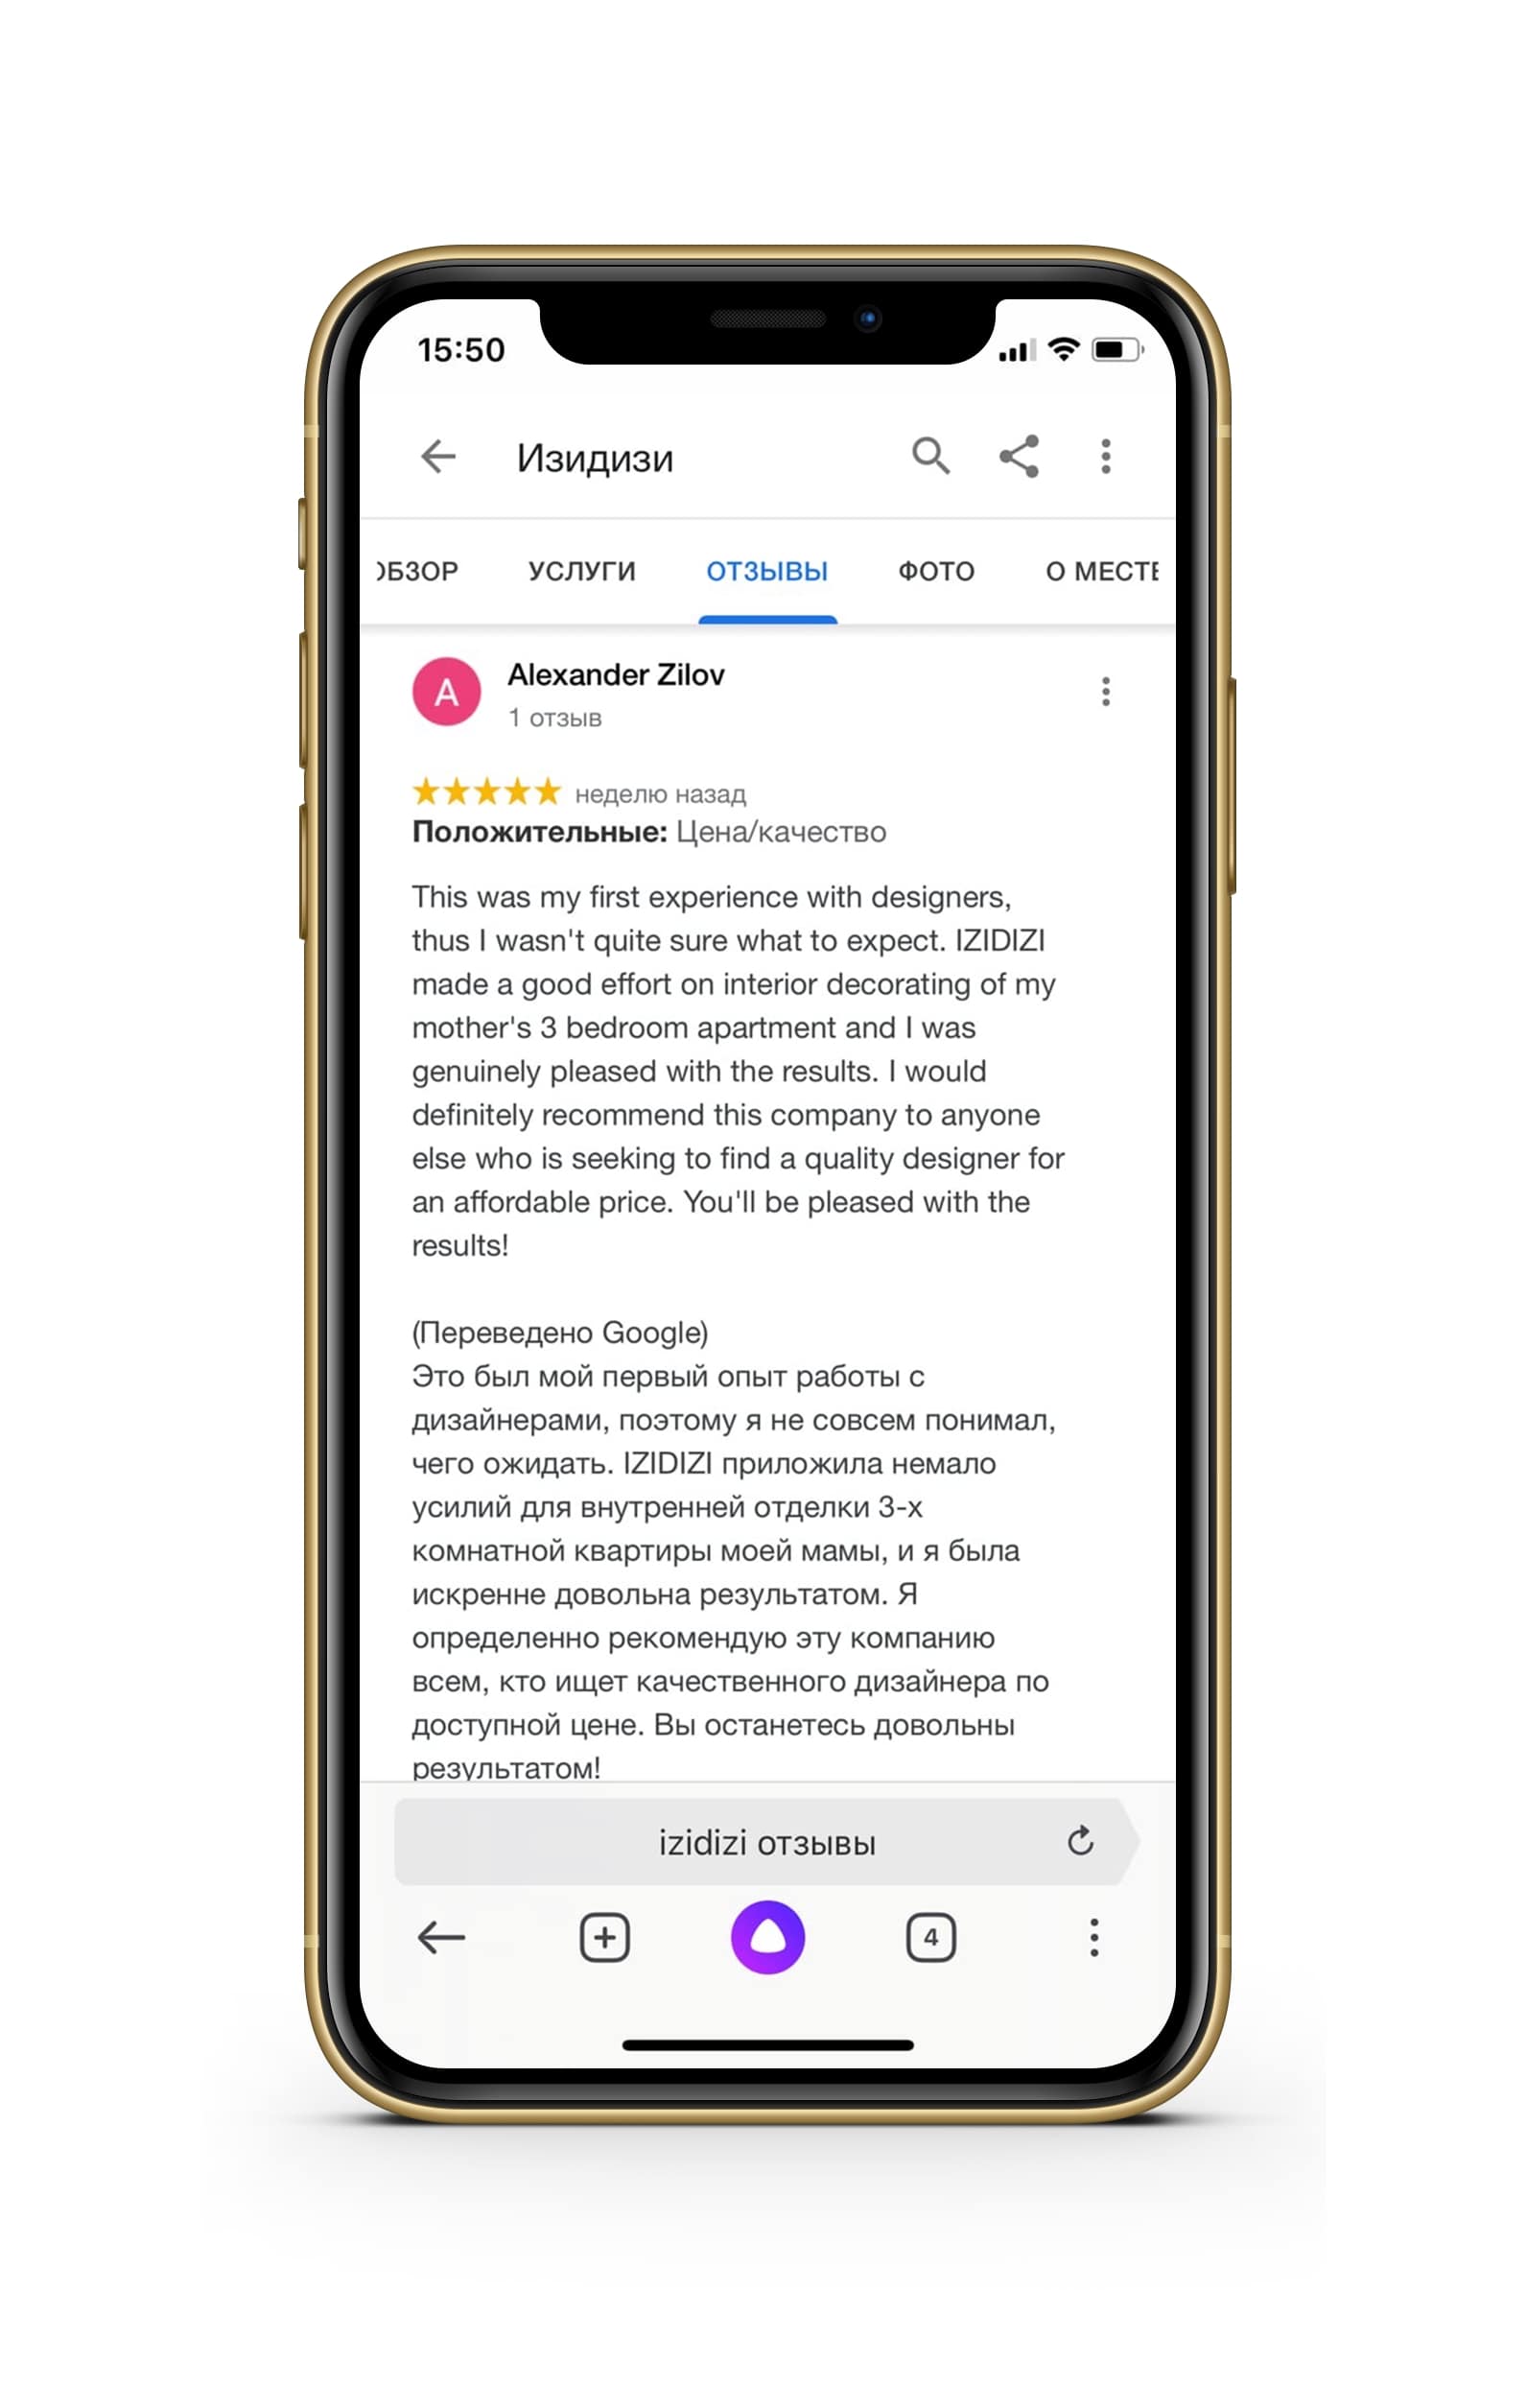 15:50
Изидизи
ОБЗОР УСЛУГИ ОТЗЫВЫ ФОТО О МЕСТЕ
A
Alexander Zilov
1 отзыв
неделю назад
Положительные: Цена/качество
This was my first experience with designers,
thus I wasn't quite sure what to expect. IZIDIZI
made a good effort on interior decorating of my
mother's 3 bedroom apartment and I was
genuinely pleased with the results. I would
definitely recommend this company to anyone
else who is seeking to find a quality designer for
an affordable price. You'll be pleased with the
results!
(Переведено Google)
Это был мой первый опыт работы с
дизайнерами, поэтому я не совсем понимал,
чего ожидать. IZIDIZI приложила немало
усилий для внутренней отделки 3-х
комнатной квартиры моей мамы, и я была
искренне довольна результатом. Я
определенно рекомендую эту компанию
всем, кто ищет качественного дизайнера по
доступной цене. Вы останетесь довольны
результатом!
izidizi отзывы
4